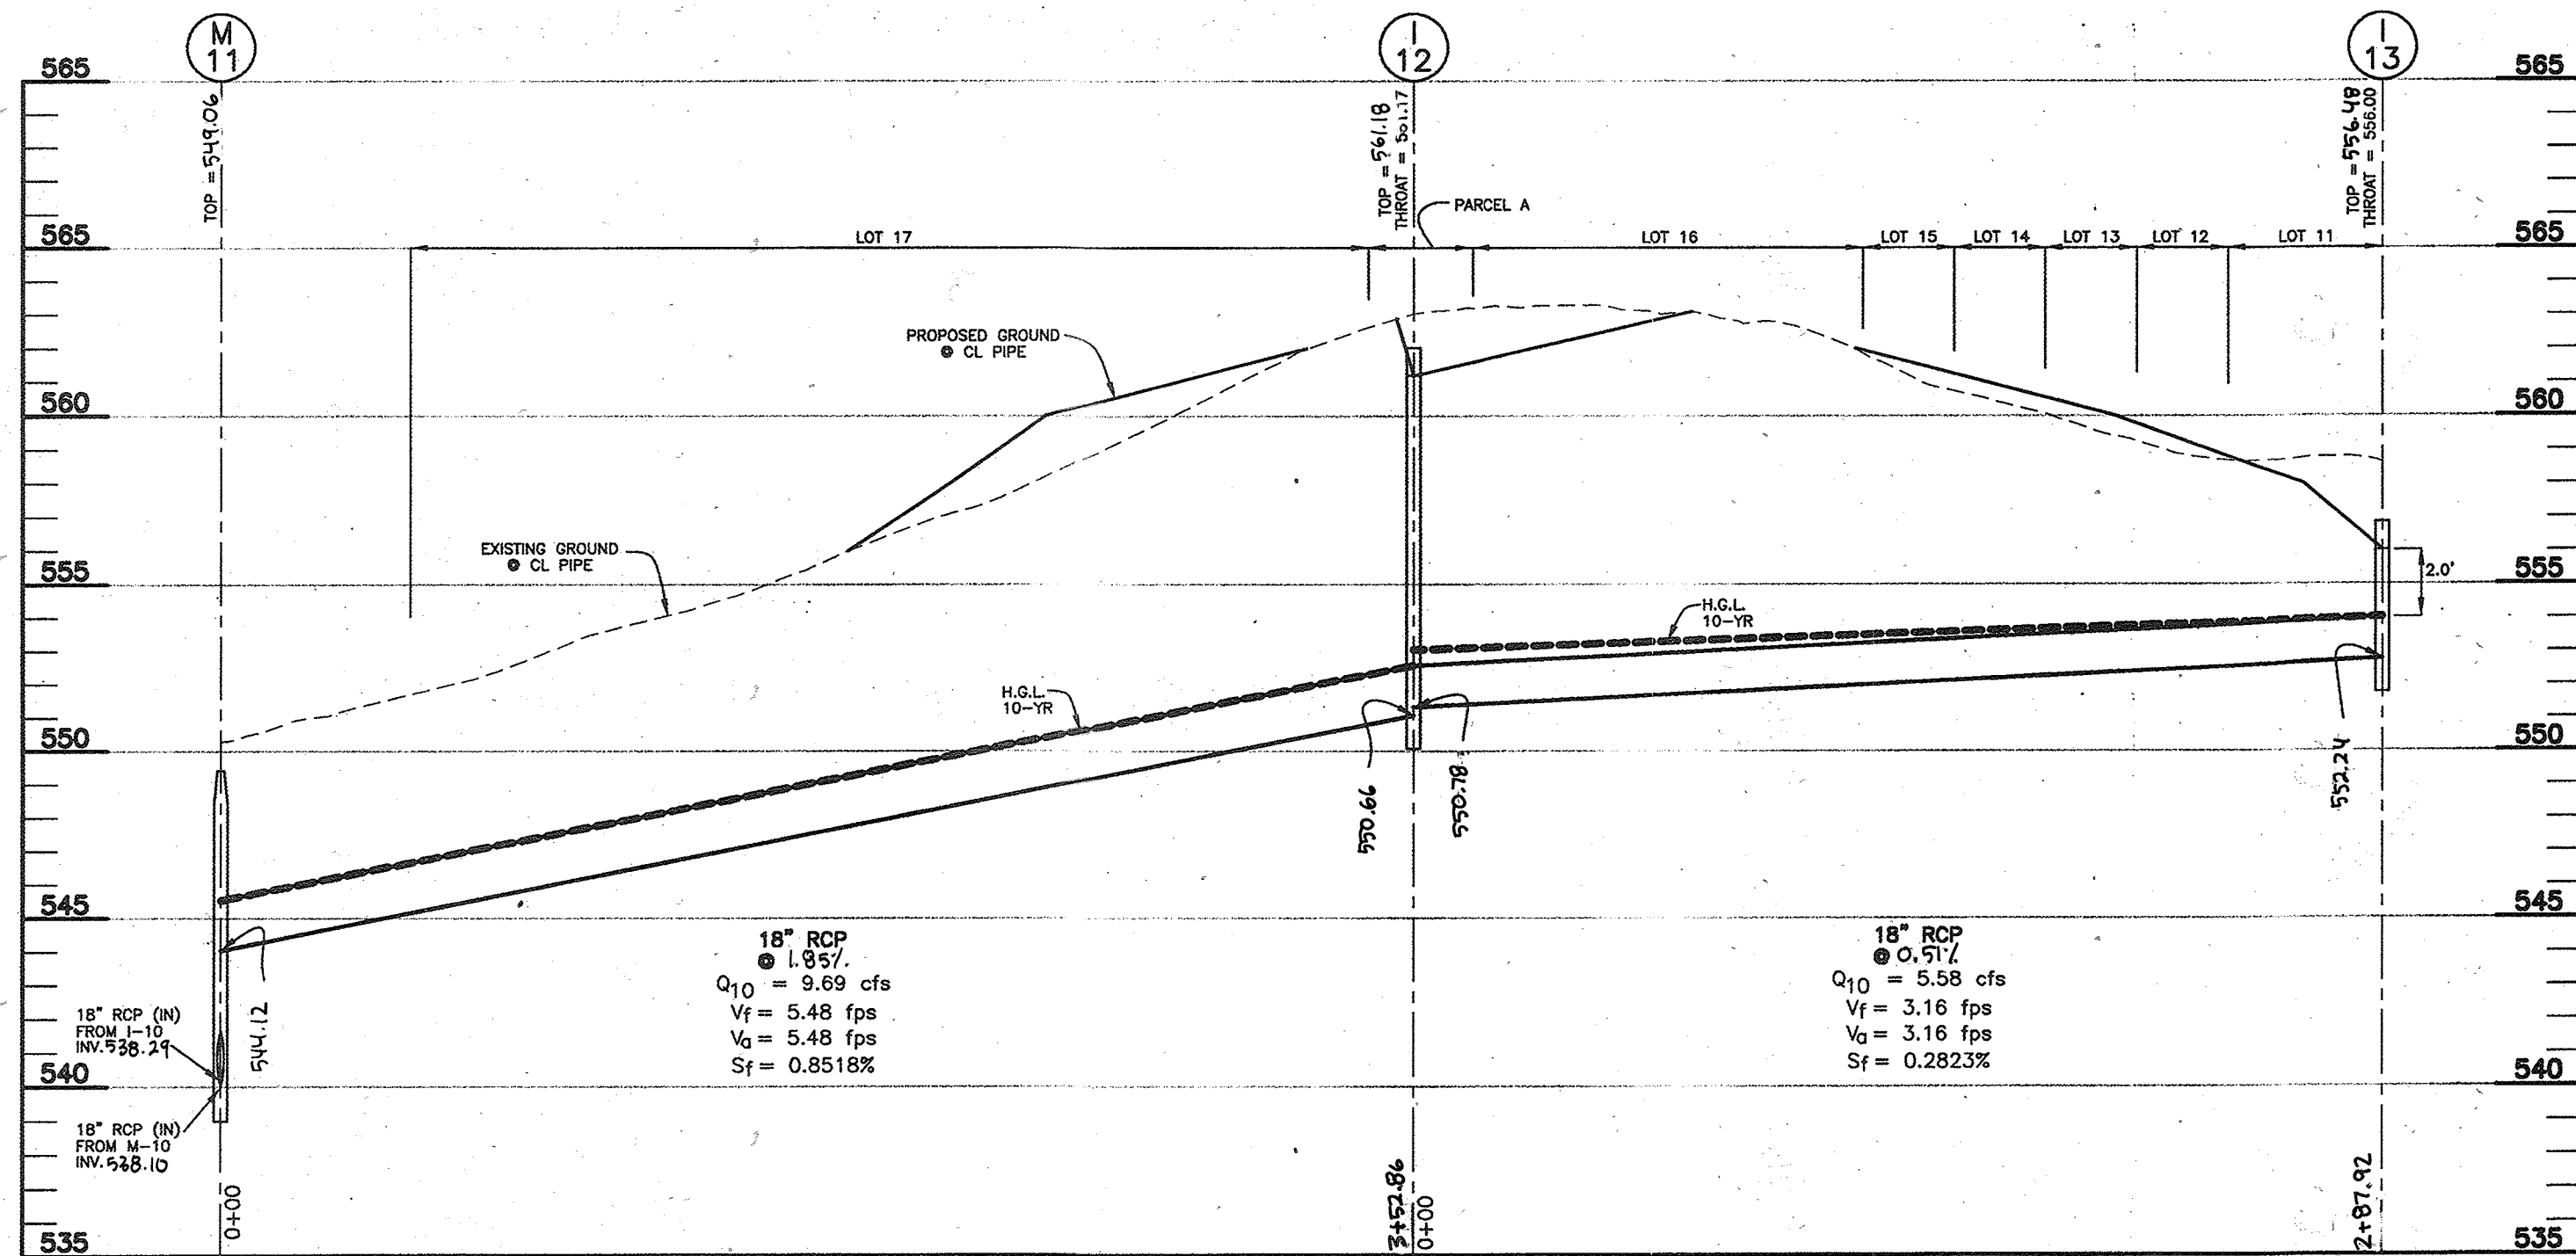 M
11
I
12
I
13
565
565
TOP = 549.06
TOP = 561.18
THROAT = 561.17
TOP = 556.48
THROAT = 556.00
PARCEL A
565
LOT 17
LOT 16
LOT 15
LOT 14
LOT 13
LOT 12
LOT 11
565
PROPOSED GROUND
@ CL PIPE
560
560
EXISTING GROUND
@ CL PIPE
555
555
2.0'
H.G.L.
10-YR
H.G.L.
10-YR
550
550
550.66
550.78
552.24
545
545
18" RCP
@ 1.85%
Q10 = 9.69 cfs
Vf = 5.48 fps
Va = 5.48 fps
Sf = 0.8518%
18" RCP
@ 0.51%
Q10 = 5.58 cfs
Vf = 3.16 fps
Va = 3.16 fps
Sf = 0.2823%
544.12
18" RCP (IN)
FROM I-10
INV. 538.29
540
540
18" RCP (IN)
FROM M-10
INV. 538.10
0+00
3+52.86
0+00
2+87.92
535
535